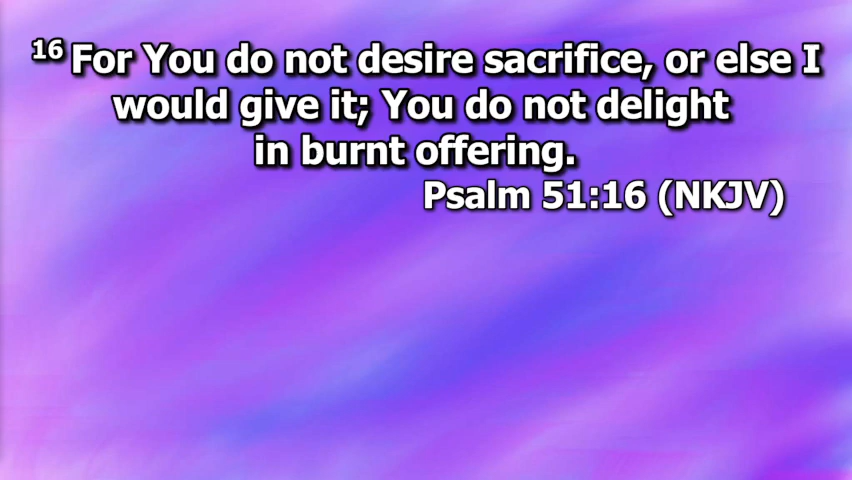 16 For You do not desire sacrifice, or else I
would give it; You do not delight
in burnt offering.
Psalm 51:16 (NKJV)